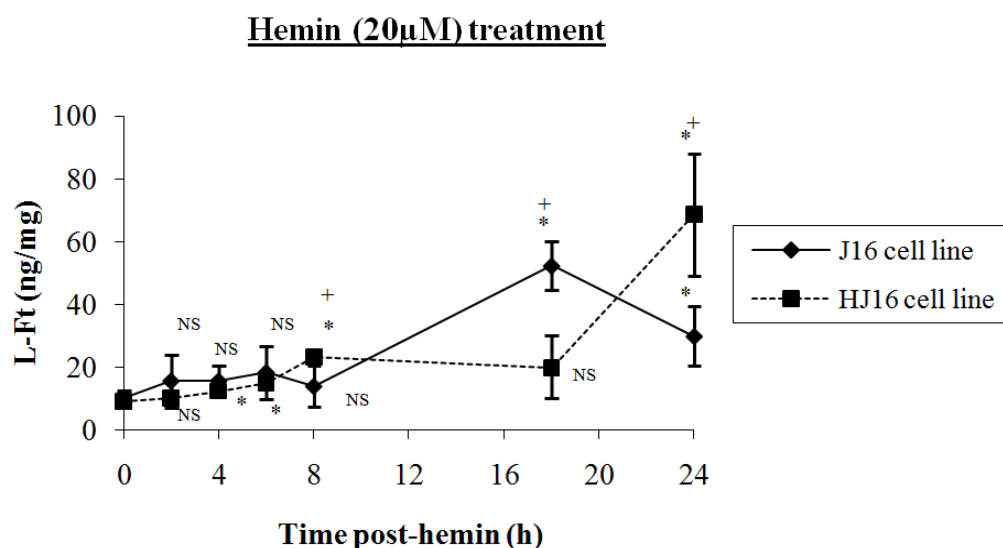 Hemin (20µM) treatment
L-Ft (ng/mg)
100
80
60
40
20
0
NS
NS
NS
NS
*
*
+
*
NS
+
*
NS
+
*
*
0 4 8 12 16 20 24
Time post-hemin (h)
J16 cell line
HJ16 cell line